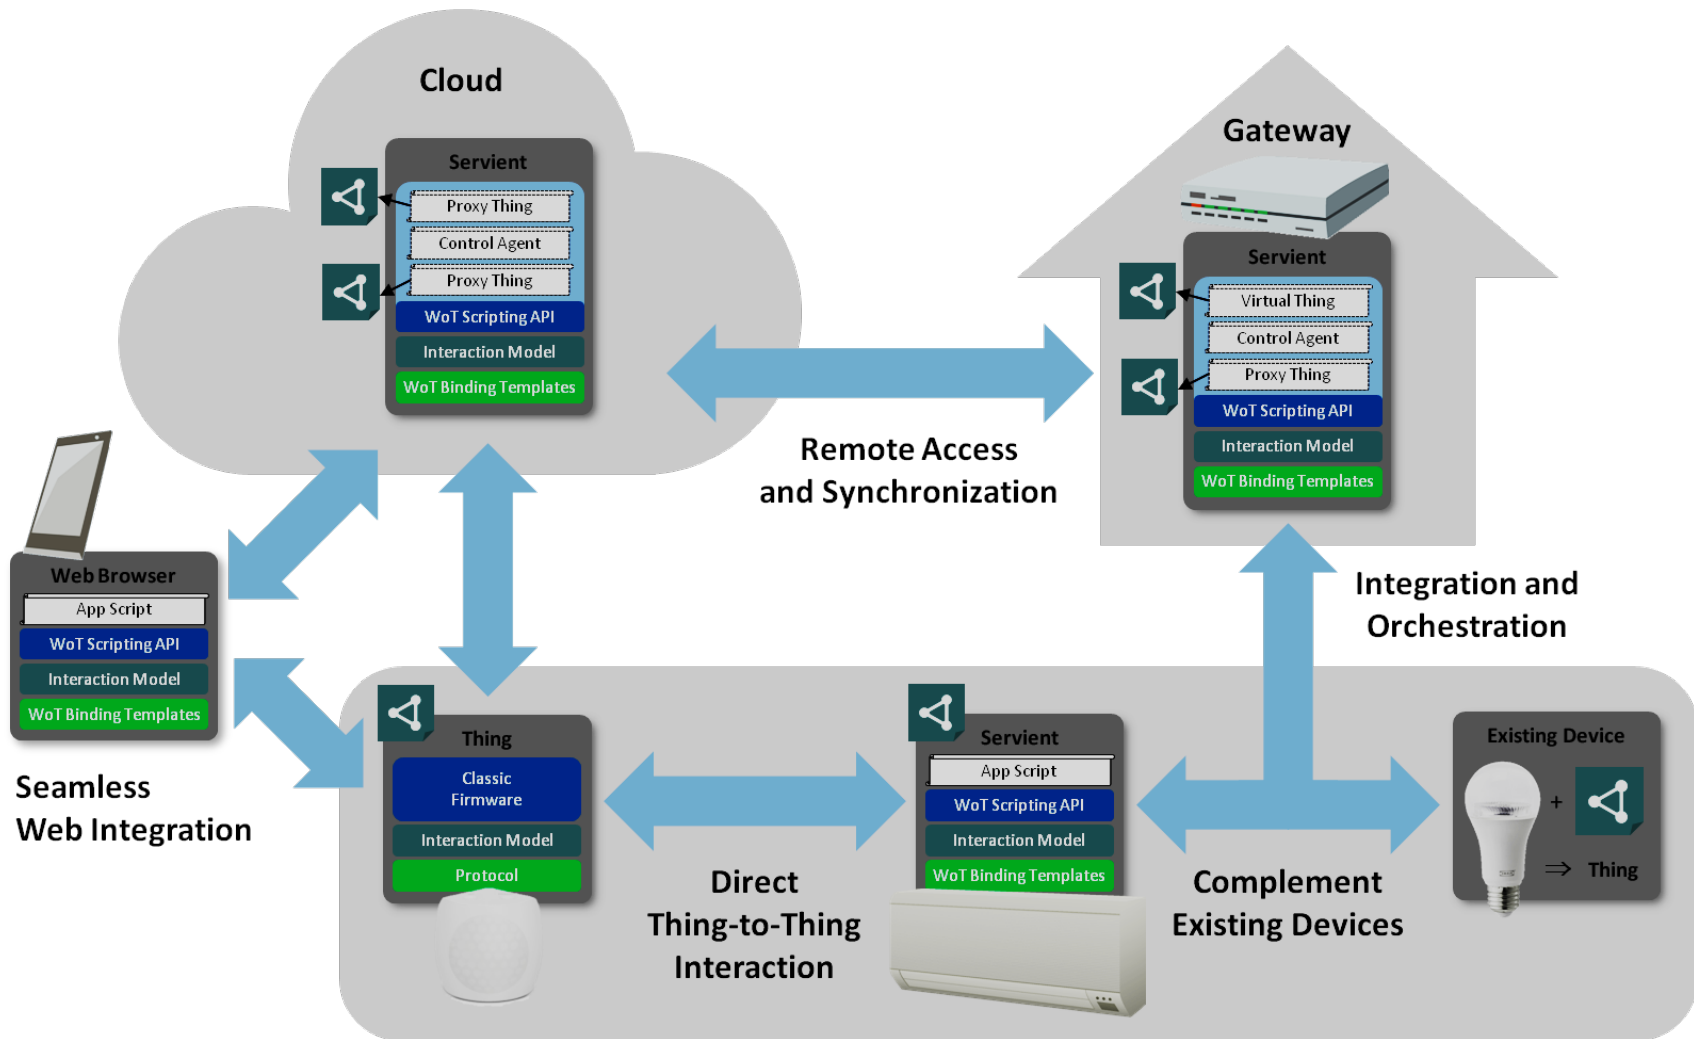 Cloud
Servient
Proxy Thing
Control Agent
Proxy Thing
WoT Scripting API
Interaction Model
WoT Binding Templates
Gateway
Servient
Virtual Thing
Control Agent
Proxy Thing
WoT Scripting API
Interaction Model
WoT Binding Templates
Remote Access
and Synchronization
Web Browser
App Script
WoT Scripting API
Interaction Model
WoT Binding Templates
Seamless
Web Integration
Integration and
Orchestration
Thing
Classic
Firmware
Interaction Model
Protocol
Direct
Thing-to-Thing
Interaction
Servient
App Script
WoT Scripting API
Interaction Model
WoT Binding Templates
Complement
Existing Devices
Existing Device
+
⇒ Thing